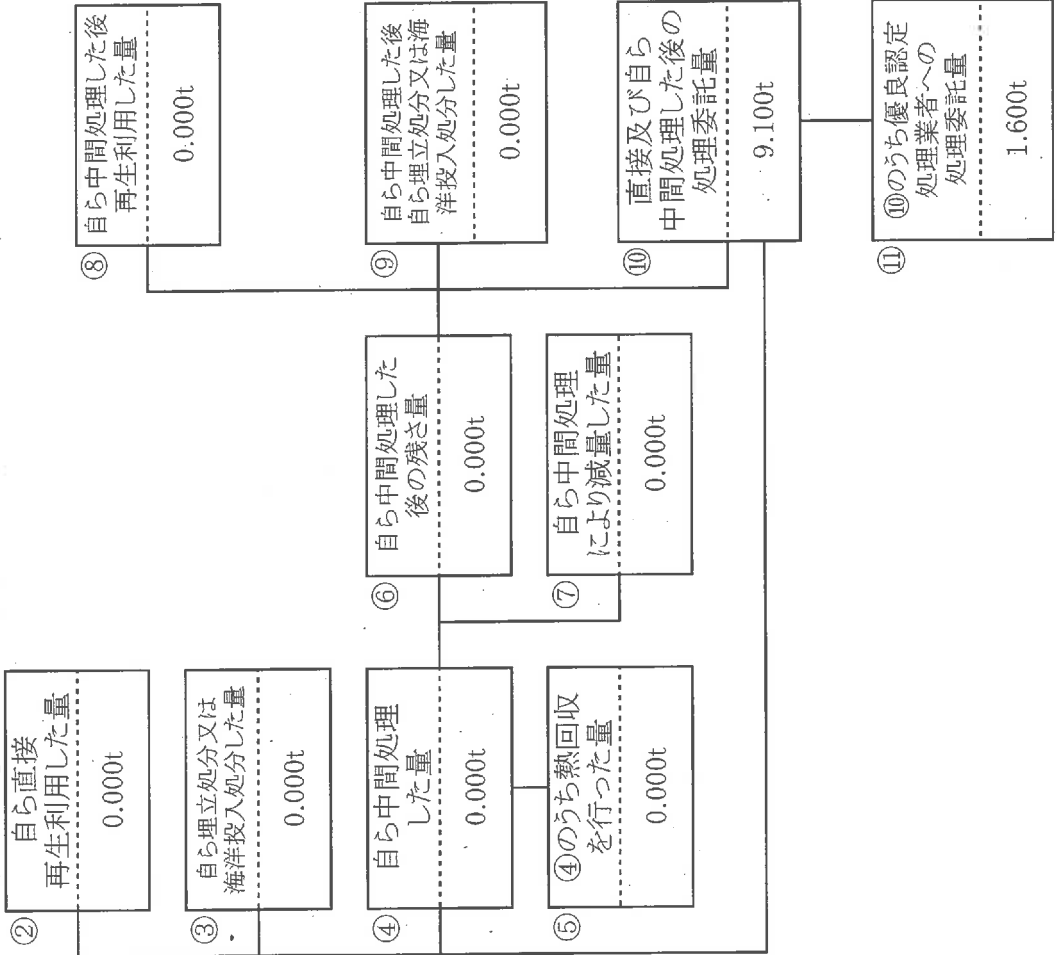 ②
自ら直接
再生利用した量
0.000t
③
自ら埋立処分又は
海洋投入処分した量
0.000t
④
自ら中間処理
した量
0.000t
⑤
④のうち熱回収
を行った量
0.000t
⑥
自ら中間処理した
後の残さ量
0.000t
⑦
自ら中間処理
により減量した量
0.000t
⑧
自ら中間処理した後
再生利用した量
0.000t
⑨
自ら中間処理した後
自ら埋立処分又は海
洋投入処分した量
0.000t
⑩
直接及び自ら
中間処理した後の
処理委託量
9.100t
⑪
⑩のうち優良認定
処理業者への
処理委託量
1.600t